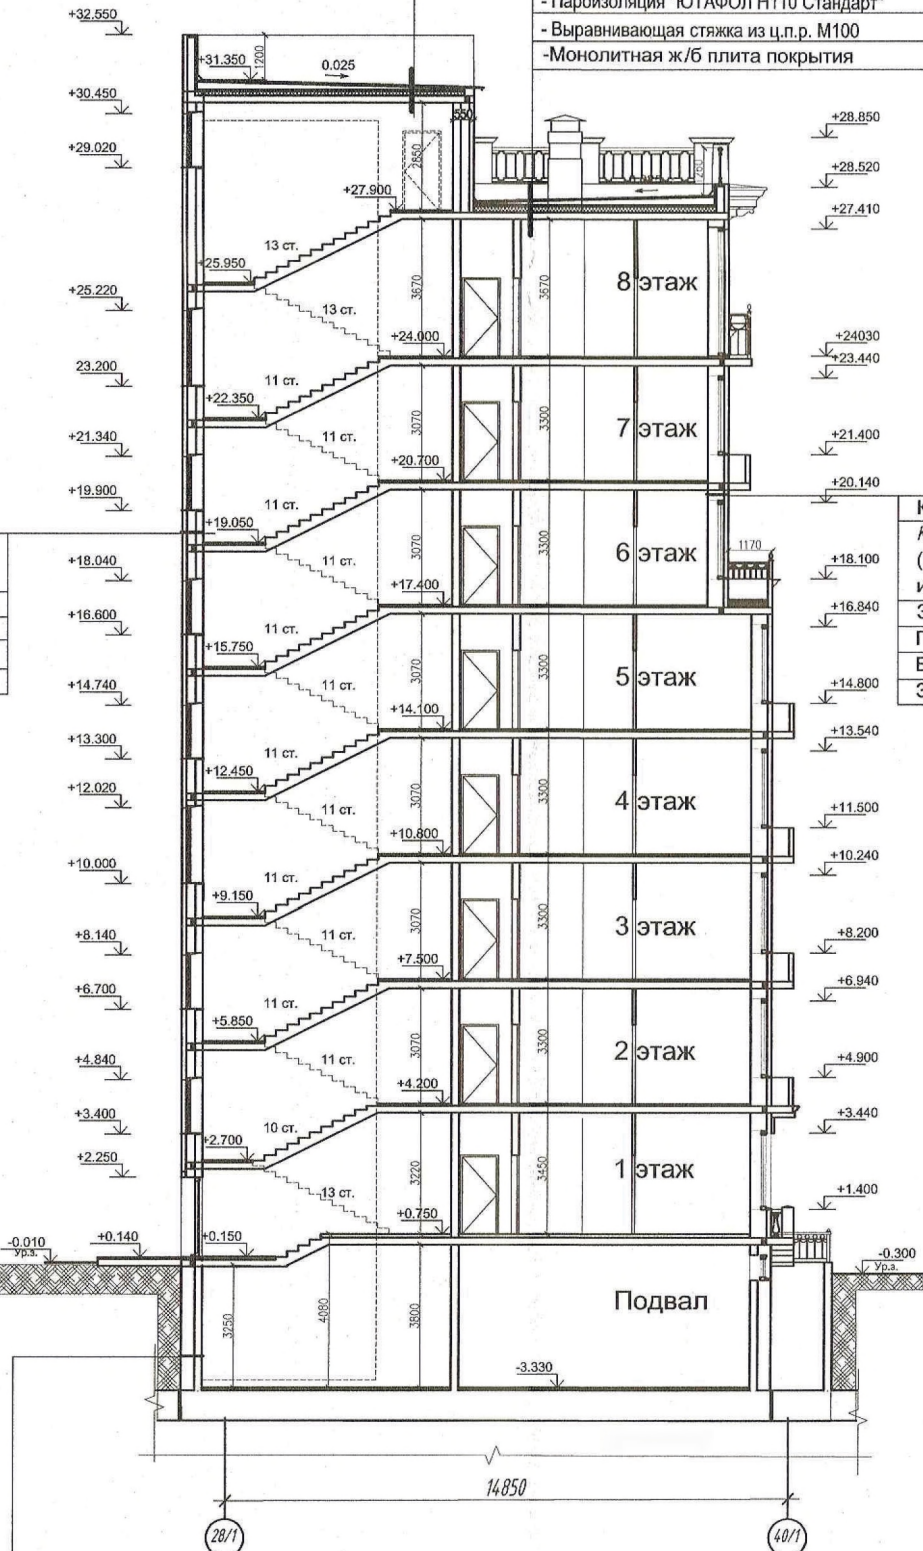 - Пароизоляция "ЮТАФОЛ Н110 Стандарт"
- Выравнивающая стяжка из ц.п.р. М100
-Монолитная ж/б плита покрытия
+32.550
+31.350
1200
0.025
+30.450
550
+28.850
+29.020
2850
260
+28.520
+27.900
+27.410
13 ст.
+25.950
8 этаж
3670
3670
+25.220
13 ст.
+24.000
+24030
+23.440
23.200
11 ст.
+22.350
7 этаж
3070
3300
+21.340
11 ст.
+21.400
+20.700
+20.140
+19.900
11 ст.
+19.050
6 этаж
3070
3300
1170
+18.040
11 ст.
+18.100
+17.400
+16.840
+16.600
11 ст.
+15.750
5 этаж
3070
3300
+14.740
11 ст.
+14.800
+14.100
+13.540
+13.300
11 ст.
+12.450
4 этаж
3070
3300
+12.020
11 ст.
+11.500
+10.800
+10.240
+10.000
11 ст.
+9.150
3 этаж
3070
3300
+8.140
11 ст.
+8.200
+7.500
+6.940
+6.700
11 ст.
+5.850
2 этаж
3070
3300
+4.840
11 ст.
+4.900
+4.200
+3.400
10 ст.
+3.440
+2.700
+2.250
1 этаж
3220
3450
13 ст.
+1.400
+0.750
-0.010
Ур.з.
+0.140
+0.150
-0.300
Ур.з.
3250
4080
3800
Подвал
-3.330
14850
28/1
40/1